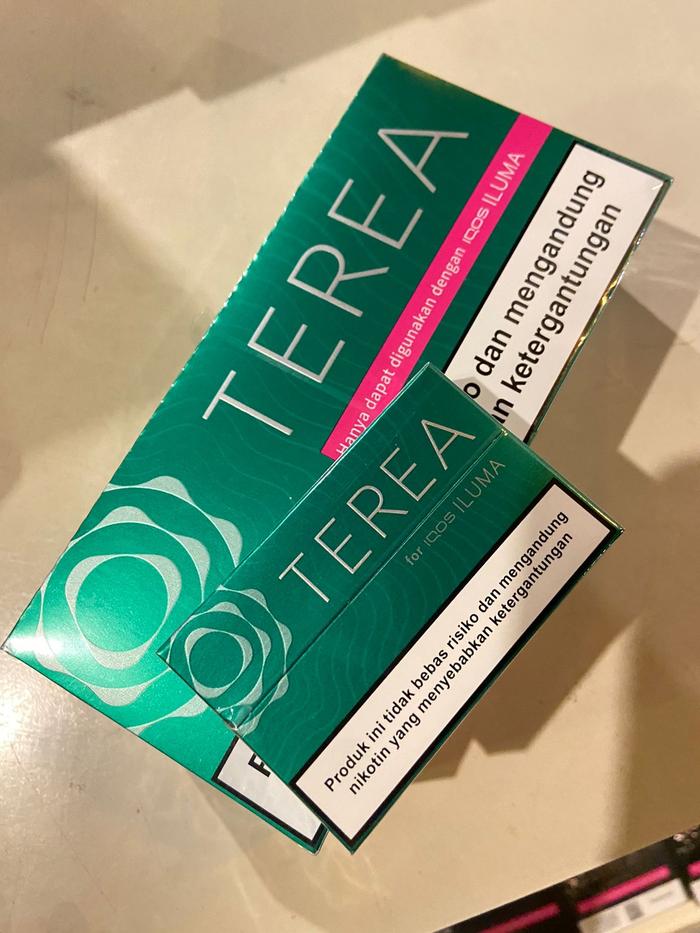 TEREA
Hanya dapat digunakan dengan IQOS ILUMA
o dan mengandung
an ketergantungan
TEREA
for IQOS ILUMA
Produk ini tidak bebas risiko dan mengandung
nikotin yang menyebabkan ketergantungan